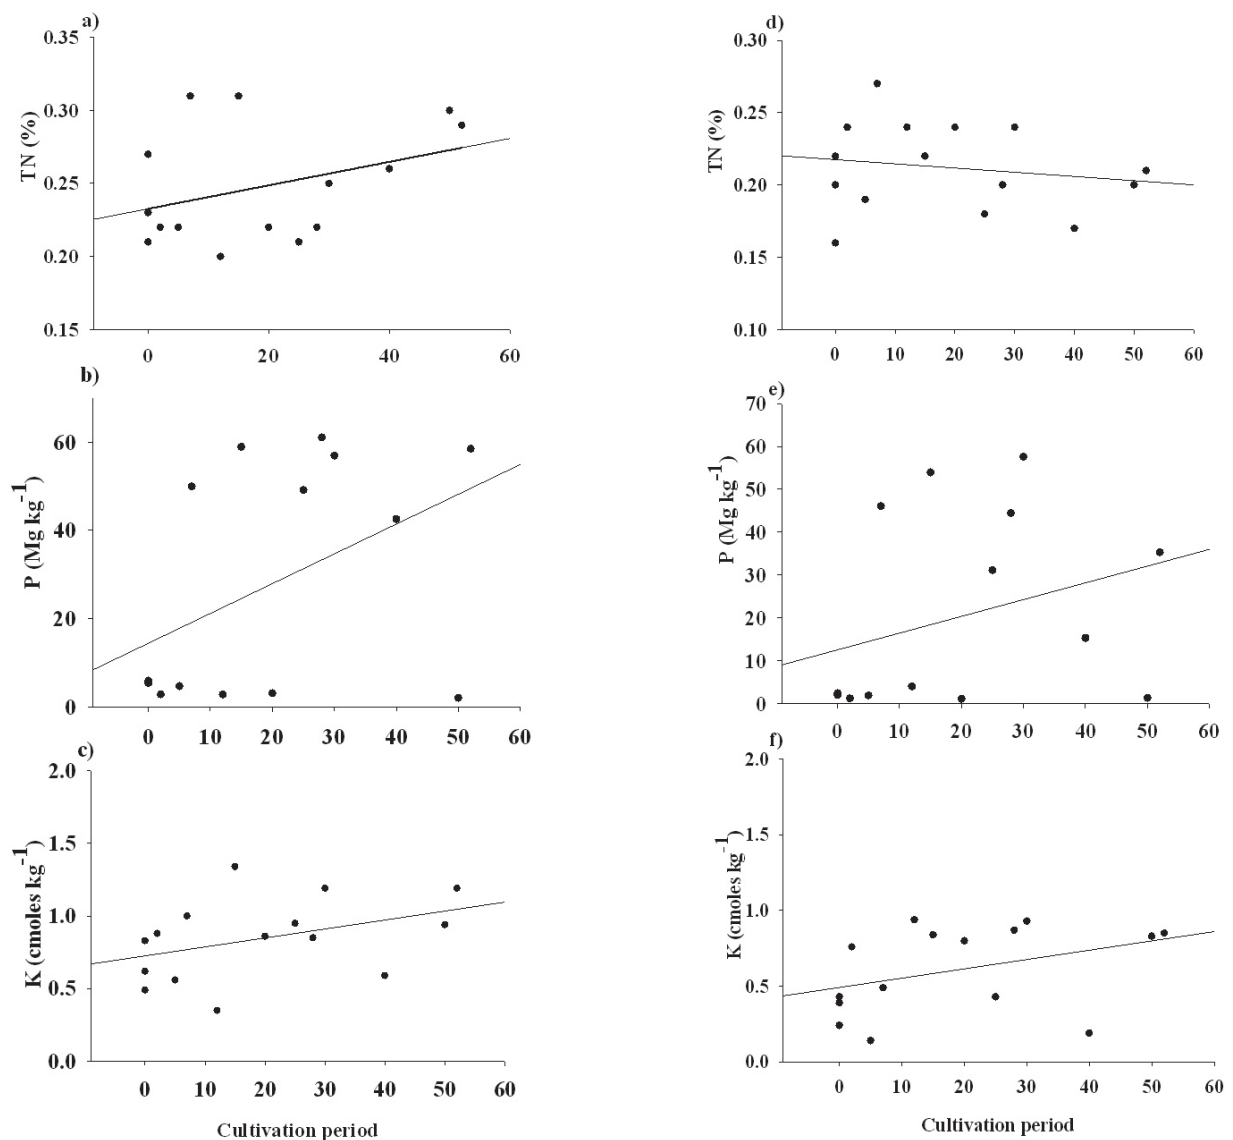 a)
TN (%)
0.35
0.30
0.25
0.20
0.15
0 20 40 60
b)
P (Mg kg-1)
60
40
20
0
0 10 20 30 40 50 60
c)
K (cmoles kg-1)
2.0
1.5
1.0
0.5
0.0
0 10 20 30 40 50 60
Cultivation period
d)
TN (%)
0.30
0.25
0.20
0.15
0.10
0 10 20 30 40 50 60
e)
P (Mg kg-1)
70
60
50
40
30
20
10
0
0 10 20 30 40 50 60
f)
K (cmoles kg-1)
2.0
1.5
1.0
0.5
0.0
0 10 20 30 40 50 60
Cultivation period